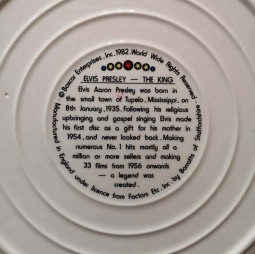 © Boxcar Enterprises, Inc. 1982. World Wide Rights Reserved
Manufactured in England under licence from Factors Etc., Inc. by Barratts of Staffordshire
ELVIS PRESLEY — THE KING
Elvis Aaron Presley was born in
the small town of Tupelo, Mississippi, on
8th January, 1935. Following his religious
upbringing and gospel singing Elvis made
his first disc as a gift for his mother in
1954, and never looked back. Making
numerous No. 1 hits mostly all a
million or more sellers and making
33 films from 1956 onwards
— a legend was
created.